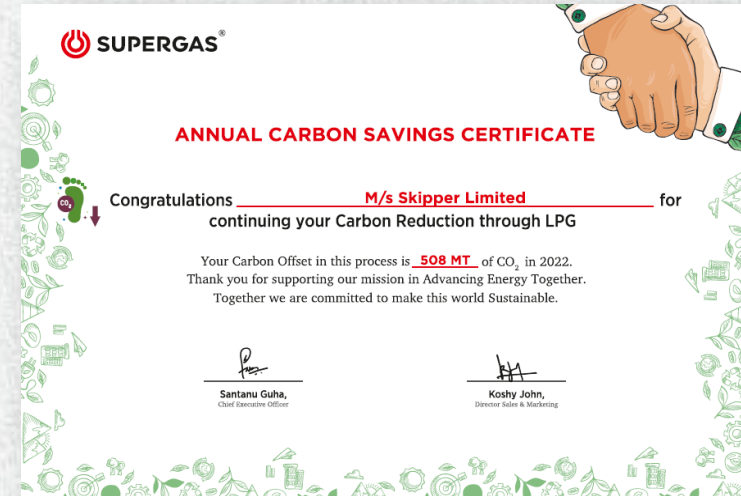 SUPERGAS®
ANNUAL CARBON SAVINGS CERTIFICATE
Congratulations M/s Skipper Limited for
continuing your Carbon Reduction through LPG
CO₂
Your Carbon Offset in this process is 508 MT of CO₂ in 2022.
Thank you for supporting our mission in Advancing Energy Together.
Together we are committed to make this world Sustainable.
Santanu Guha,
Chief Executive Officer
Koshy John,
Director Sales & Marketing